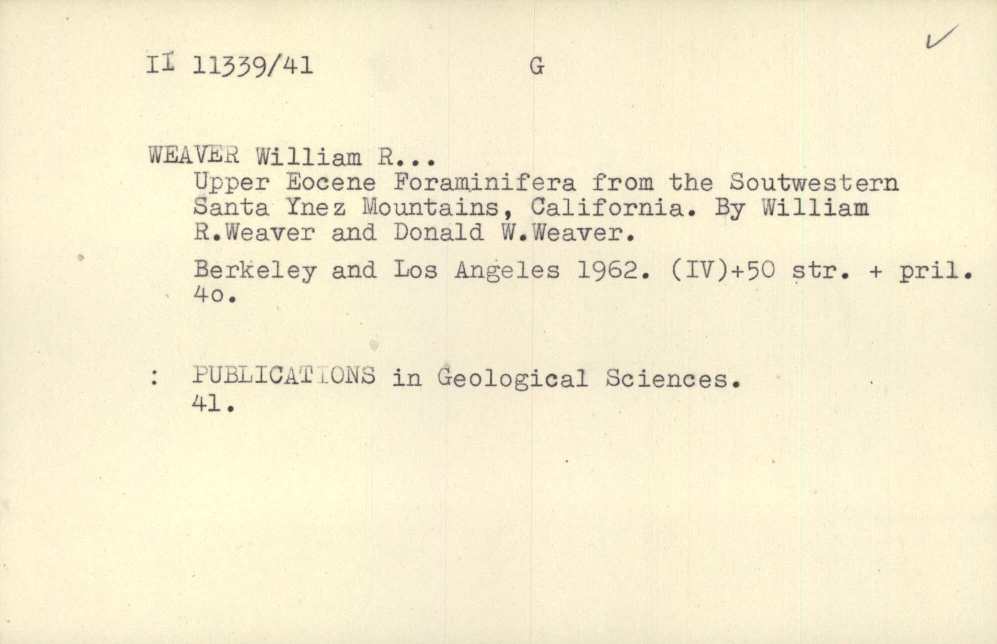 II 11339/41 G
WEAVER William R...
Upper Eocene Foraminifera from the Soutwestern
Santa Ynez Mountains, California. By William
R.Weaver and Donald W.Weaver.
Berkeley and Los Angeles 1962. (IV)+50 str. + pril.
4o.
: PUBLICATIONS in Geological Sciences.
41.